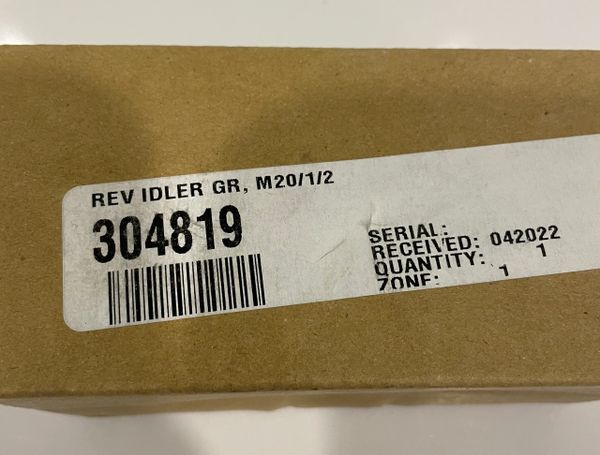 REV IDLER GR, M20/1/2
304819
SERIAL:
RECEIVED: 042022
QUANTITY: 1
ZONE: 1